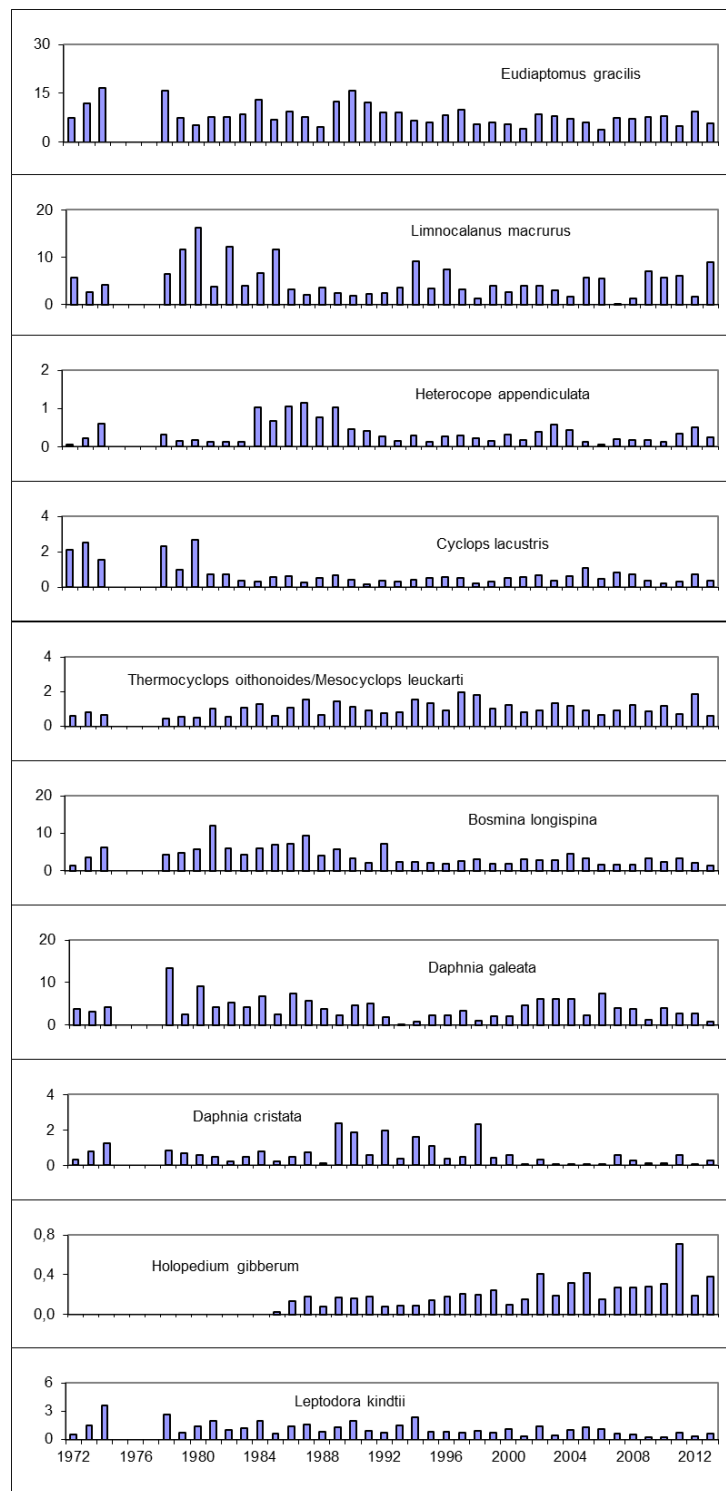 30
Eudiaptomus gracilis
15
0
20
Limnocalanus macrurus
10
0
2
Heterocope appendiculata
1
0
4
Cyclops lacustris
2
0
4
Thermocyclops oithonoides/Mesocyclops leuckarti
2
0
20
Bosmina longispina
10
0
20
Daphnia galeata
10
0
4
Daphnia cristata
2
0
0,8
Holopedium gibberum
0,4
0,0
6
Leptodora kindtii
3
0
1972 1976 1980 1984 1988 1992 1996 2000 2004 2008 2012